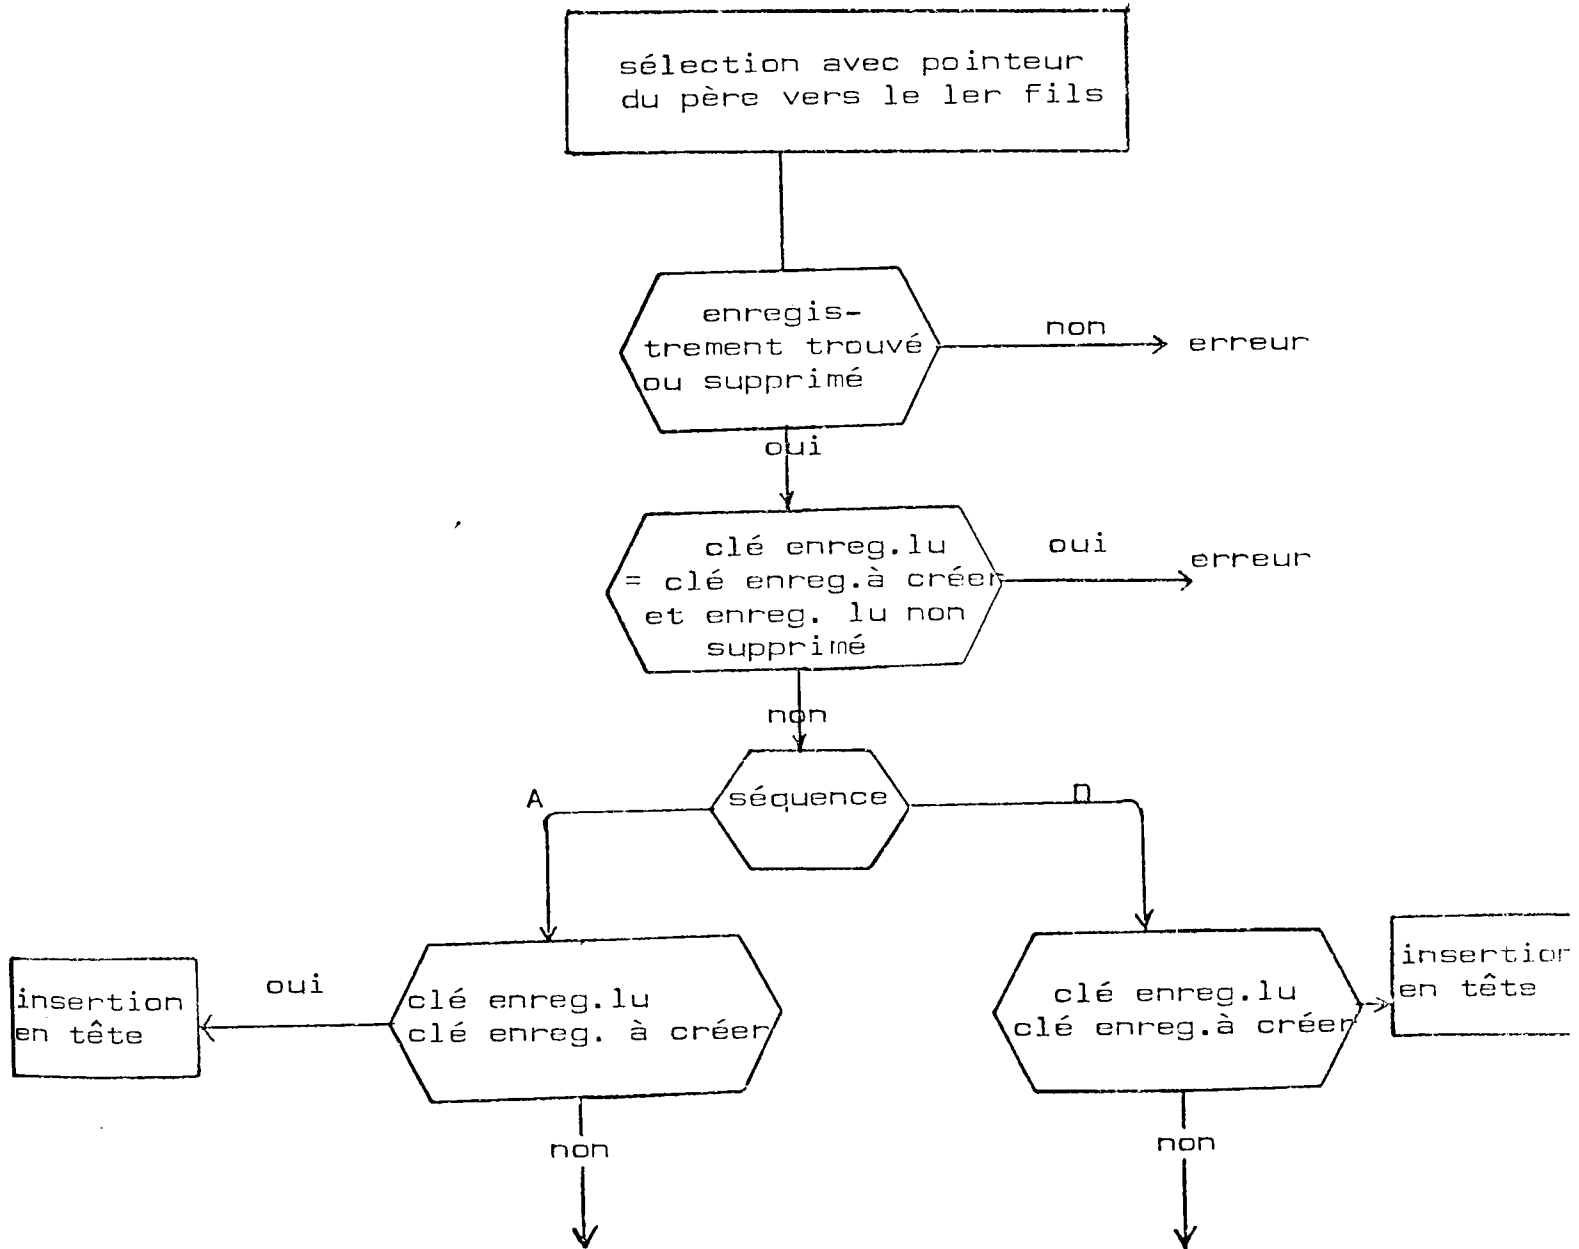 sélection avec pointeur
du père vers le 1er fils
enregis-
trement trouvé
ou supprimé
non
erreur
oui
clé enreg.lu
= clé enreg.à créer
et enreg. lu non
supprimé
oui
erreur
non
séquence
A
D
insertion
en tête
oui
clé enreg.lu
clé enreg. à créer
clé enreg.lu
clé enreg.à créer
insertion
en tête
non
non